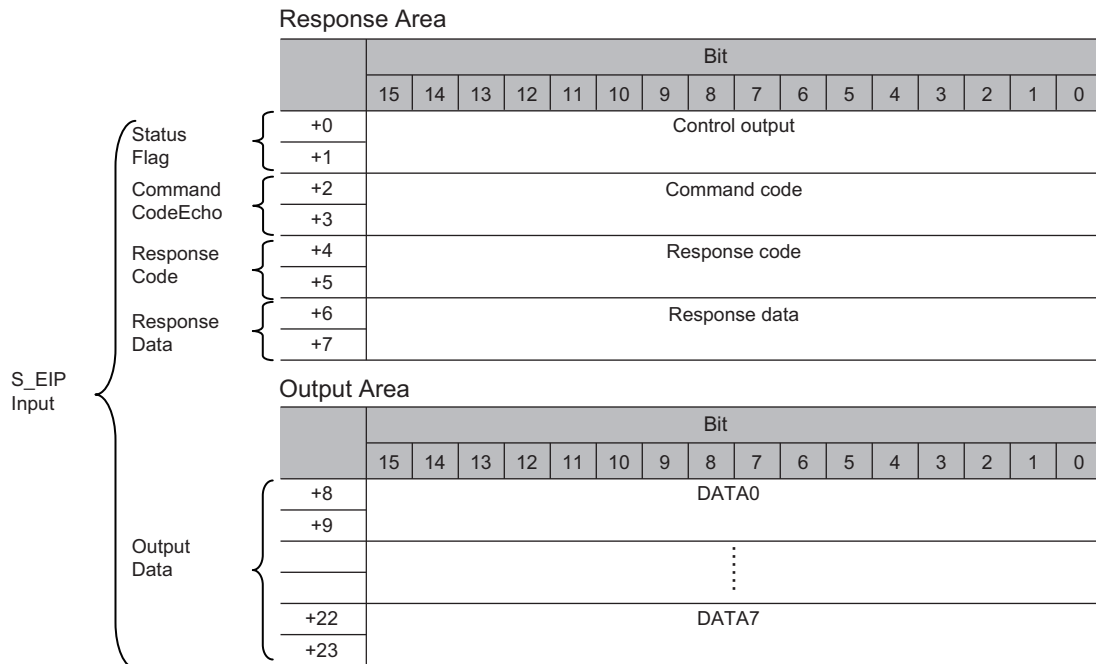 Response Area
Bit
15 14 13 12 11 10 9 8 7 6 5 4 3 2 1 0
Status
Flag
+0 Control output
+1
Command
CodeEcho
+2 Command code
+3
Response
Code
+4 Response code
+5
Response
Data
+6 Response data
+7
S_EIP
Input
Output Area
Bit
15 14 13 12 11 10 9 8 7 6 5 4 3 2 1 0
+8 DATA0
+9
Output
Data
+22 DATA7
+23